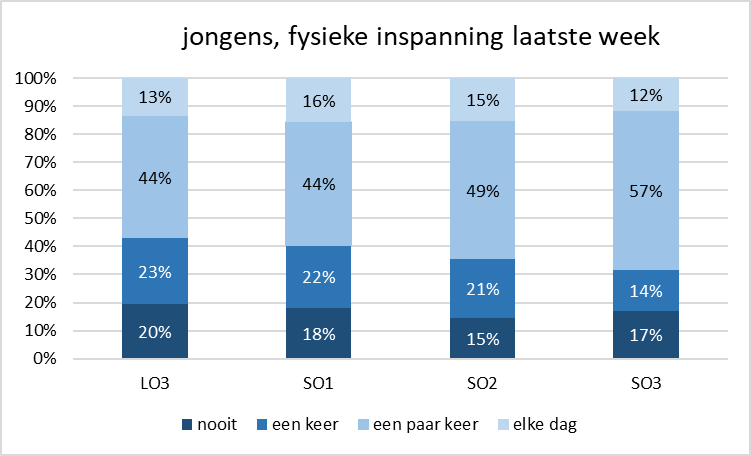 jongens, fysieke inspanning laatste week
100%
90%
80%
70%
60%
50%
40%
30%
20%
10%
0%
13% 16% 15% 12%
44% 44% 49% 57%
23% 22% 21% 14%
20% 18% 15% 17%
LO3 SO1 SO2 SO3
nooit een keer een paar keer elke dag